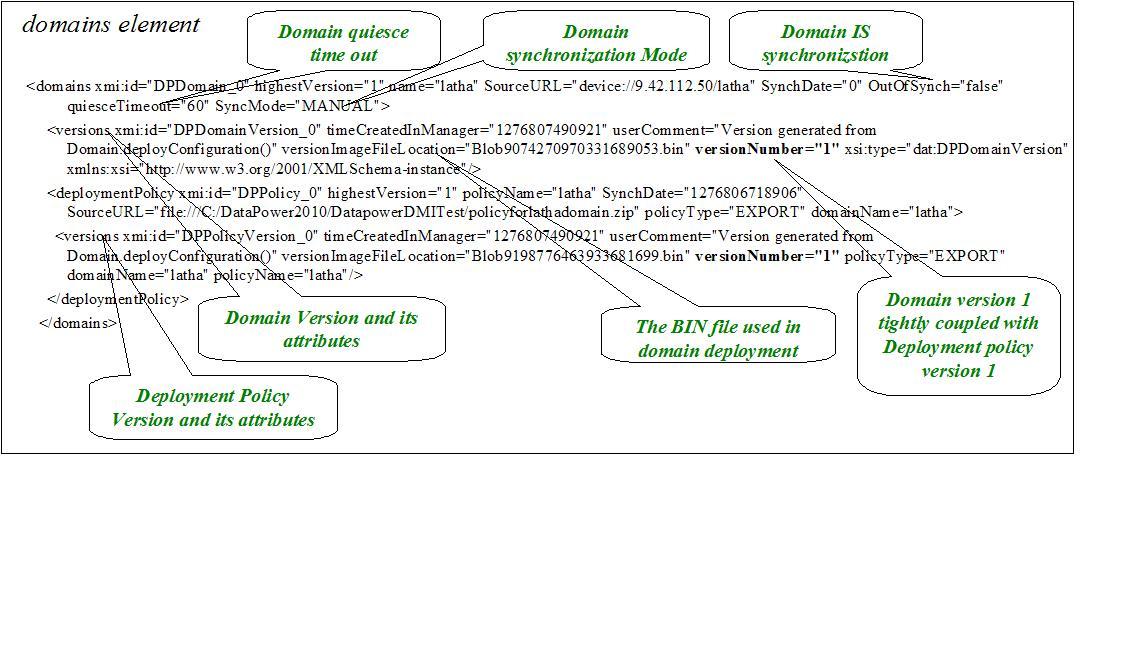 domains element
Domain quiesce
time out
Domain
synchronization Mode
Domain IS
synchronizstion
<domains xmi:id="DPDomain_0" highestVersion="1" name="latha" SourceURL="device://9.42.112.50/latha" SynchDate="0" OutOfSynch="false"
quiesceTimeout="60" SyncMode="MANUAL">
<versions xmi:id="DPDomainVersion_0" timeCreatedInManager="1276807490921" userComment="Version generated from
Domain.deployConfiguration()" versionImageFileLocation="Blob9074270970331689053.bin" versionNumber="1" xsi:type="dat:DPDomainVersion"
xmlns:xsi="http://www.w3.org/2001/XMLSchema-instance"/>
<deploymentPolicy xmi:id="DPPolicy_0" highestVersion="1" policyName="latha" SynchDate="1276806718906"
SourceURL="file:///C:/DataPower2010/DatapowerDMITest/policyforlathadomain.zip" policyType="EXPORT" domainName="latha">
<versions xmi:id="DPPolicyVersion_0" timeCreatedInManager="1276807490921" userComment="Version generated from
Domain.deployConfiguration()" versionImageFileLocation="Blob9198776463933681699.bin" versionNumber="1" policyType="EXPORT"
domainName="latha" policyName="latha"/>
</deploymentPolicy>
</domains>
Domain Version and its
attributes
The BIN file used in
domain deployment
Domain version 1
tightly coupled with
Deployment policy
version 1
Deployment Policy
Version and its attributes